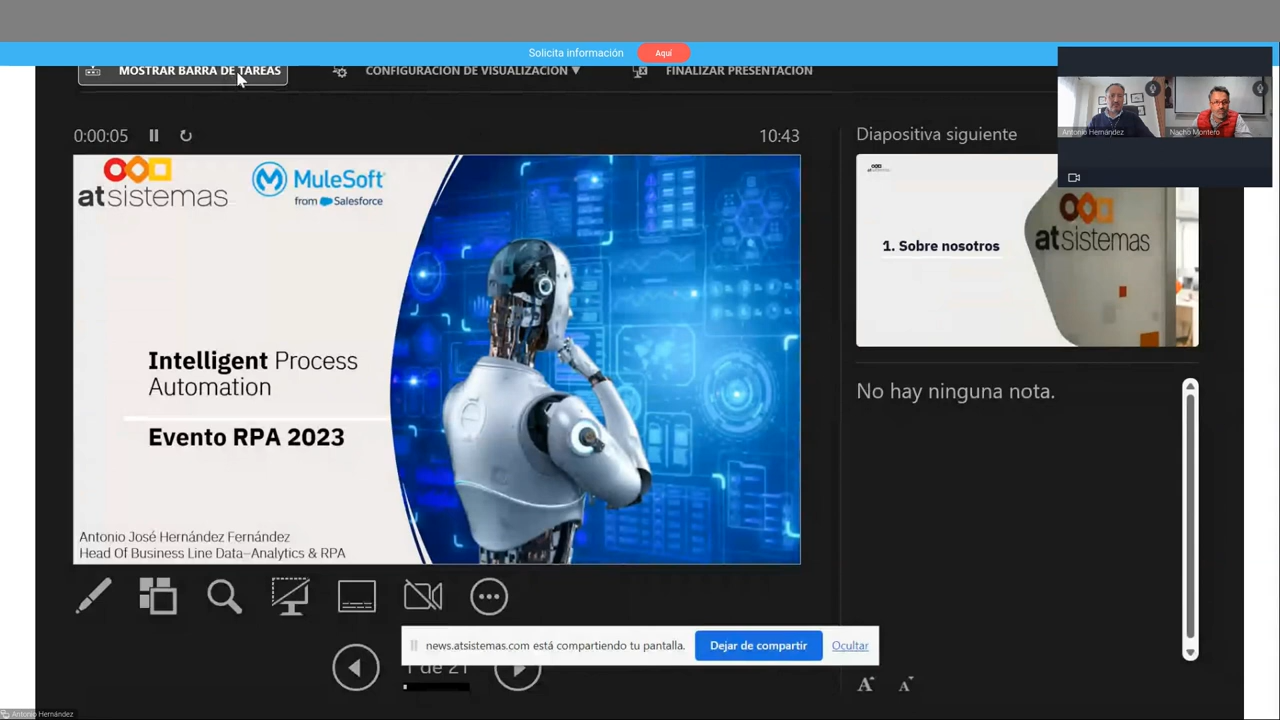 Solicita información
Aquí
MOSTRAR BARRA DE TAREAS
CONFIGURACIÓN DE VISUALIZACIÓN ▼
FINALIZAR PRESENTACIÓN
Antonio Hernández
Nacho Montero
0:00:05
10:43
atsistemas
MuleSoft
from Salesforce
Intelligent Process
Automation
Evento RPA 2023
Antonio José Hernández Fernández
Head Of Business Line Data–Analytics & RPA
Diapositiva siguiente
1. Sobre nosotros
atsistemas
No hay ninguna nota.
news.atsistemas.com está compartiendo tu pantalla.
Dejar de compartir
Ocultar
1 de 21
A
A
Antonio Hernández